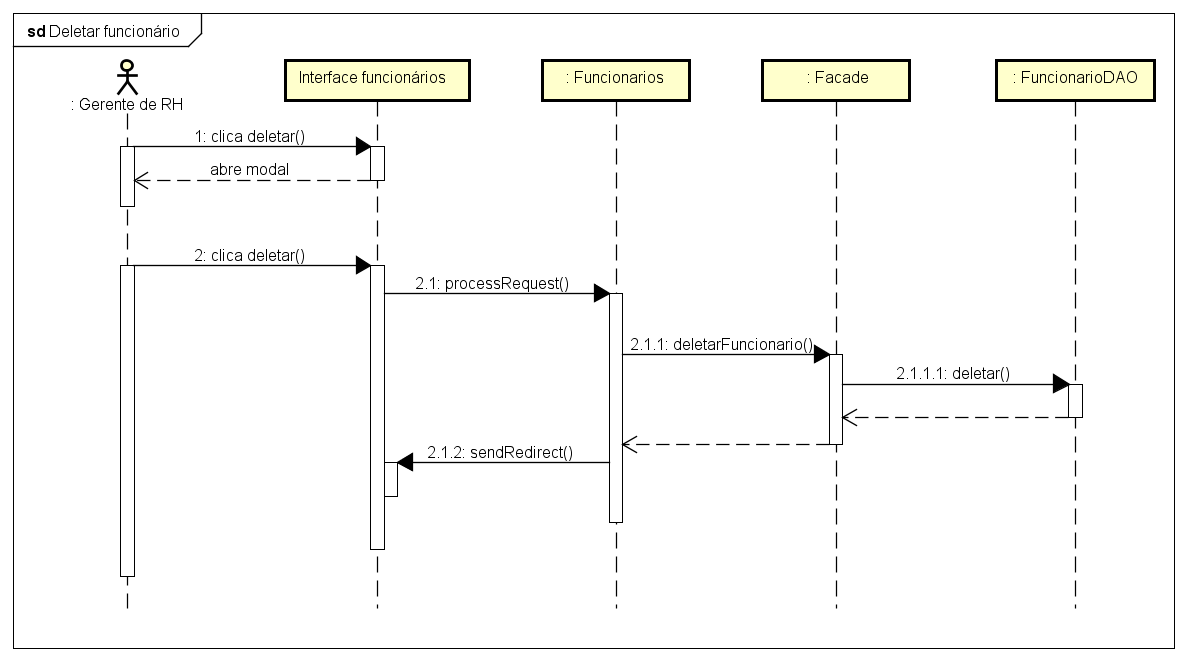 sd Deletar funcionário
: Gerente de RH
Interface funcionários
: Funcionarios
: Facade
: FuncionarioDAO
1: clica deletar()
abre modal
2: clica deletar()
2.1: processRequest()
2.1.1: deletarFuncionario()
2.1.1.1: deletar()
2.1.2: sendRedirect()